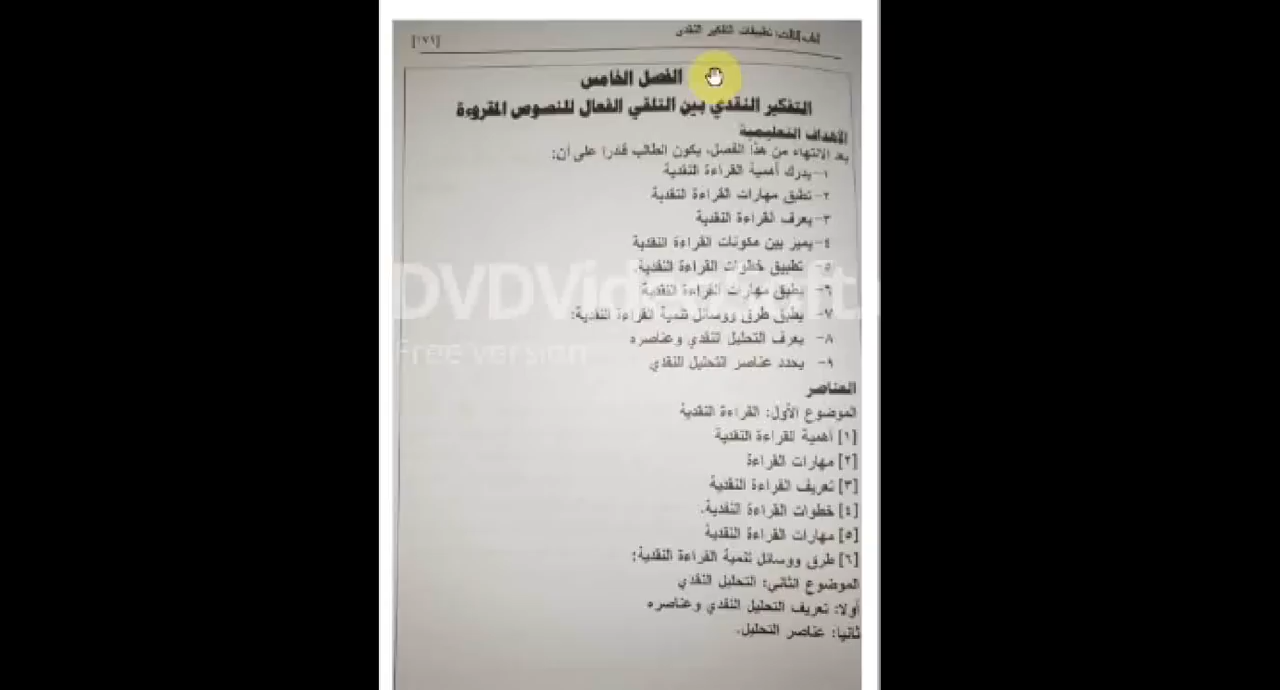 الباب الثالث: تطبيقات التفكير النقدي
[١٧٩]
الفصل الخامس
التفكير النقدي بين التلقي الفعال للنصوص المقروءة
الأهداف التعليمية
بعد الانتهاء من هذا الفصل، يكون الطالب قادرا على أن:
١- يدرك أهمية القراءة النقدية
٢- تطبق مهارات القراءة النقدية
٣- يعرف القراءة النقدية
٤- يميز بين مكونات القراءة النقدية
٥- تطبيق خطوات القراءة النقدية.
٦- يطبق مهارات القراءة النقدية
٧- يطبق طرق ووسائل تنمية القراءة النقدية:
٨- يعرف التحليل النقدي وعناصره
٩- يحدد عناصر التحليل النقدي
DVDVideoSoft.
Free version
العناصر
الموضوع الأول: القراءة النقدية
[١] أهمية القراءة النقدية
[٢] مهارات القراءة
[٣] تعريف القراءة النقدية
[٤] خطوات القراءة النقدية.
[٥] مهارات القراءة النقدية
[٦] طرق ووسائل تنمية القراءة النقدية:
الموضوع الثاني: التحليل النقدي
أولا: تعريف التحليل النقدي وعناصره
ثانيا: عناصر التحليل.